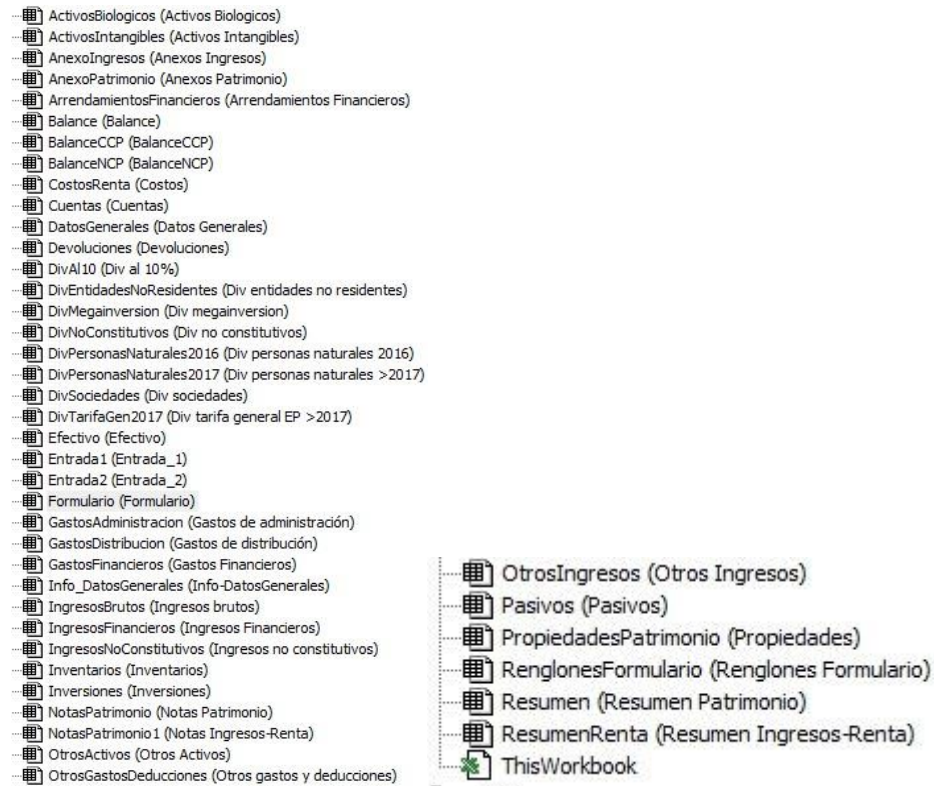 ActivosBiologicos (Activos Biologicos)
ActivosIntangibles (Activos Intangibles)
AnexoIngresos (Anexos Ingresos)
AnexoPatrimonio (Anexos Patrimonio)
ArrendamientosFinancieros (Arrendamientos Financieros)
Balance (Balance)
BalanceCCP (BalanceCCP)
BalanceNCP (BalanceNCP)
CostosRenta (Costos)
Cuentas (Cuentas)
DatosGenerales (Datos Generales)
Devoluciones (Devoluciones)
DivAl10 (Div al 10%)
DivEntidadesNoResidentes (Div entidades no residentes)
DivMegainversion (Div megainversion)
DivNoConstitutivos (Div no constitutivos)
DivPersonasNaturales2016 (Div personas naturales 2016)
DivPersonasNaturales2017 (Div personas naturales >2017)
DivSociedades (Div sociedades)
DivTarifaGen2017 (Div tarifa general EP >2017)
Efectivo (Efectivo)
Entrada1 (Entrada_1)
Entrada2 (Entrada_2)
Formulario (Formulario)
GastosAdministracion (Gastos de administración)
GastosDistribucion (Gastos de distribución)
GastosFinancieros (Gastos Financieros)
Info_DatosGenerales (Info-DatosGenerales)
IngresosBrutos (Ingresos brutos)
IngresosFinancieros (Ingresos Financieros)
IngresosNoConstitutivos (Ingresos no constitutivos)
Inventarios (Inventarios)
Inversiones (Inversiones)
NotasPatrimonio (Notas Patrimonio)
NotasPatrimonio1 (Notas Ingresos-Renta)
OtrosActivos (Otros Activos)
OtrosGastosDeducciones (Otros gastos y deducciones)
OtrosIngresos (Otros Ingresos)
Pasivos (Pasivos)
PropiedadesPatrimonio (Propiedades)
RenglonesFormulario (Renglones Formulario)
Resumen (Resumen Patrimonio)
ResumenRenta (Resumen Ingresos-Renta)
ThisWorkbook